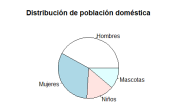 Distribución de población doméstica
Hombres
Mujeres
Mascotas
Niños